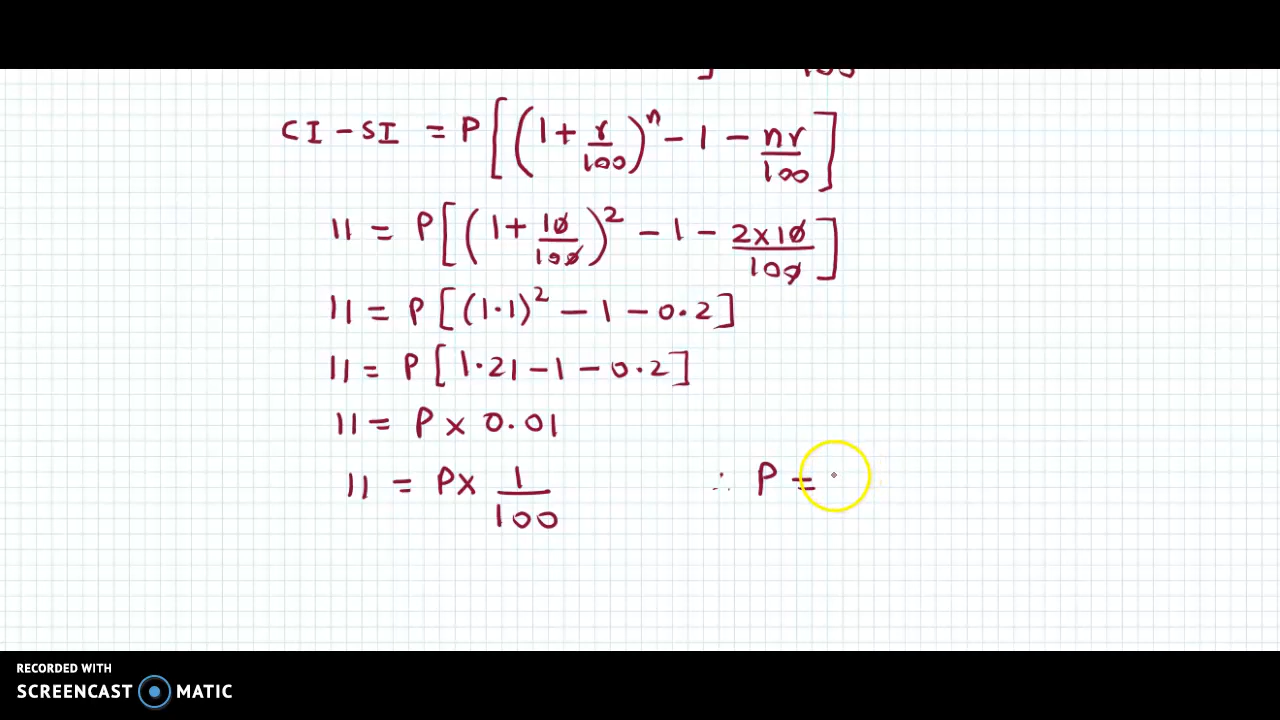 ] 100
CI - SI = P[(1 + r/100)^n - 1 - nr/100]
11 = P[(1 + 10/100)^2 - 1 - 2×10/100]
11 = P[(1.1)^2 - 1 - 0.2]
11 = P[1.21 - 1 - 0.2]
11 = P × 0.01
11 = P× 1/100 ∴ P =
RECORDED WITH
SCREENCAST MATIC